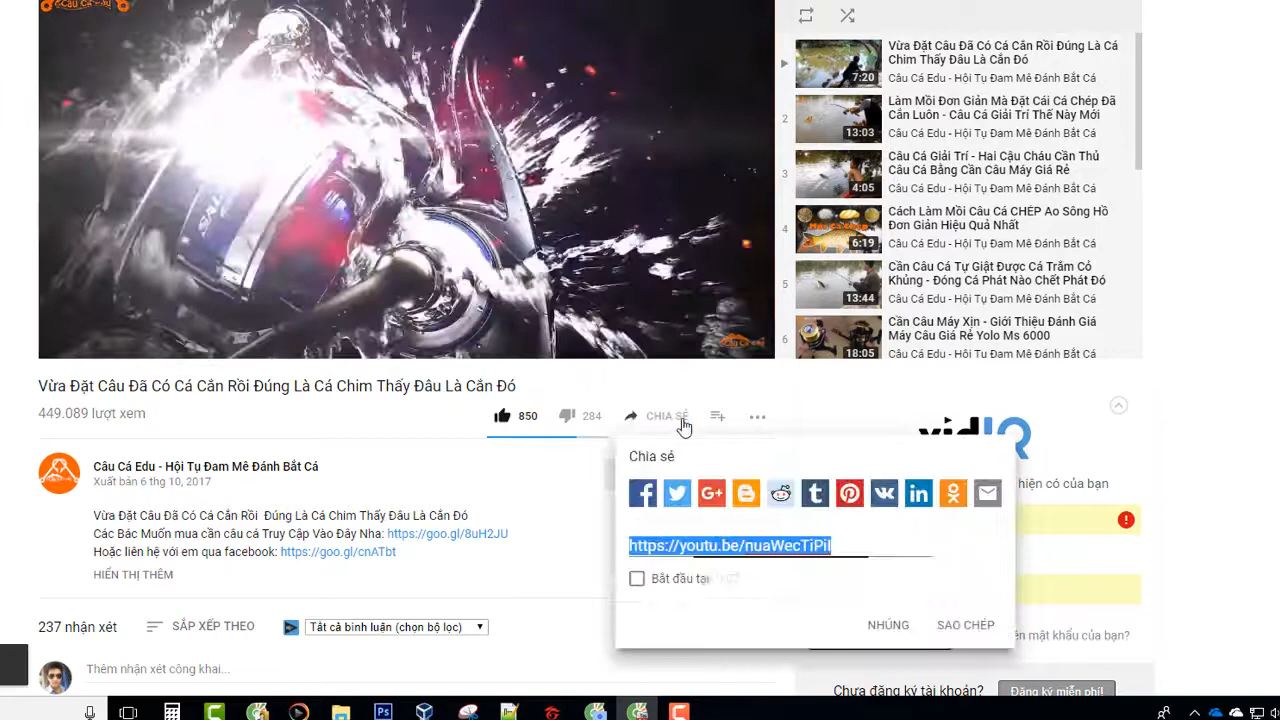 Câu Cá Edu
Vừa Đặt Câu Đã Có Cá Cắn Rồi Đúng Là Cá
Chim Thấy Đâu Là Cắn Đó
7:20
Câu Cá Edu - Hội Tụ Đam Mê Đánh Bắt Cá
2
Làm Mồi Đơn Giản Mà Đặt Cái Cá Chép Đã
Cắn Luôn - Câu Cá Giải Trí Thế Này Mới
13:03
Câu Cá Edu - Hội Tụ Đam Mê Đánh Bắt Cá
3
Câu Cá Giải Trí - Hai Cậu Cháu Cần Thủ
Câu Cá Bằng Cần Câu Máy Giá Rẻ
4:05
Câu Cá Edu - Hội Tụ Đam Mê Đánh Bắt Cá
4
Cách Làm Mồi Câu Cá CHÉP Ao Sông Hồ
Đơn Giản Hiệu Quả Nhất
6:19
Câu Cá Edu - Hội Tụ Đam Mê Đánh Bắt Cá
5
Cần Câu Cá Tự Giật Được Cá Trắm Cỏ
Khủng - Đóng Cá Phát Nào Chết Phát Đó
13:44
Câu Cá Edu - Hội Tụ Đam Mê Đánh Bắt Cá
6
Cần Câu Máy Xịn - Giới Thiệu Đánh Giá
Máy Câu Giá Rẻ Yolo Ms 6000
18:05
Câu Cá Edu - Hội Tụ Đam Mê Đánh Bắt Cá
Vừa Đặt Câu Đã Có Cá Cắn Rồi Đúng Là Cá Chim Thấy Đâu Là Cắn Đó
449.089 lượt xem
850
284
CHIA SẺ
vidIQ
Câu Cá Edu - Hội Tụ Đam Mê Đánh Bắt Cá
Xuất bản 6 thg 10, 2017
Vừa Đặt Câu Đã Có Cá Cắn Rồi Đúng Là Cá Chim Thấy Đâu Là Cắn Đó
Các Bác Muốn mua cần câu cá Truy Cập Vào Đây Nha: https://goo.gl/8uH2JU
Hoặc liên hệ với em qua facebook: https://goo.gl/cnATbt
HIỂN THỊ THÊM
Chia sẻ
https://youtu.be/nuaWecTiPiI
Bắt đầu tại
NHÚNG
SAO CHÉP
hiện có của bạn
mật khẩu của bạn?
Chưa đăng ký tài khoản?
Đăng ký miễn phí
237 nhận xét
SẮP XẾP THEO
Tất cả bình luận (chọn bộ lọc)
Thêm nhận xét công khai...